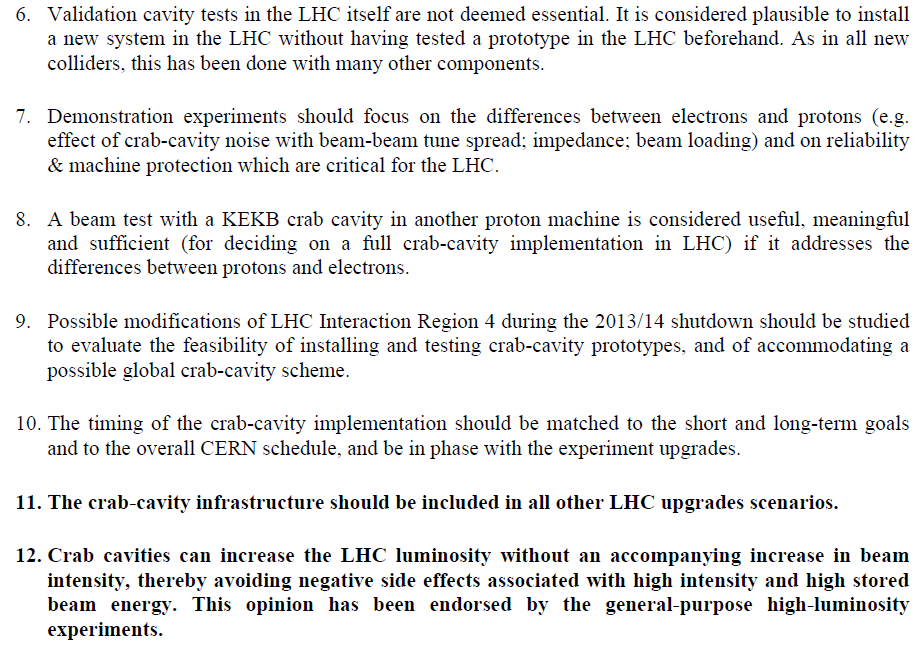 6. Validation cavity tests in the LHC itself are not deemed essential. It is considered plausible to install
a new system in the LHC without having tested a prototype in the LHC beforehand. As in all new
colliders, this has been done with many other components.
7. Demonstration experiments should focus on the differences between electrons and protons (e.g.
effect of crab-cavity noise with beam-beam tune spread; impedance; beam loading) and on reliability
& machine protection which are critical for the LHC.
8. A beam test with a KEKB crab cavity in another proton machine is considered useful, meaningful
and sufficient (for deciding on a full crab-cavity implementation in LHC) if it addresses the
differences between protons and electrons.
9. Possible modifications of LHC Interaction Region 4 during the 2013/14 shutdown should be studied
to evaluate the feasibility of installing and testing crab-cavity prototypes, and of accommodating a
possible global crab-cavity scheme.
10. The timing of the crab-cavity implementation should be matched to the short and long-term goals
and to the overall CERN schedule, and be in phase with the experiment upgrades.
11. The crab-cavity infrastructure should be included in all other LHC upgrades scenarios.
12. Crab cavities can increase the LHC luminosity without an accompanying increase in beam
intensity, thereby avoiding negative side effects associated with high intensity and high stored
beam energy. This opinion has been endorsed by the general-purpose high-luminosity
experiments.